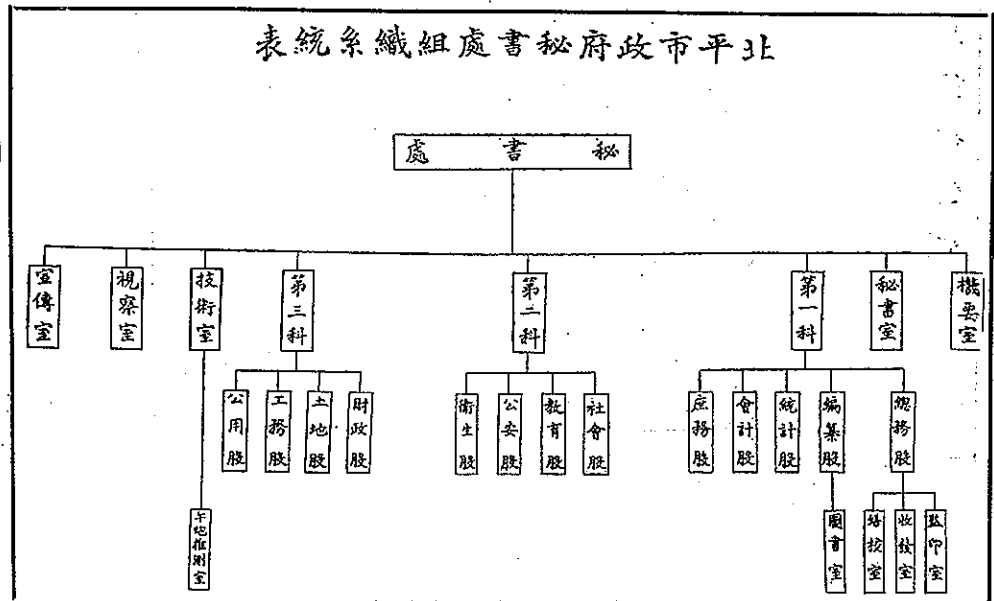 北平市政府秘書處組織系統表
秘書處
機要室
秘書室
第一科
第二科
第三科
技術室
視察室
宣傳室
總務股
編纂股
統計股
會計股
庶務股
社會股
教育股
公安股
衛生股
財政股
土地股
工務股
公用股
監印室
收發室
繕校室
圖書室